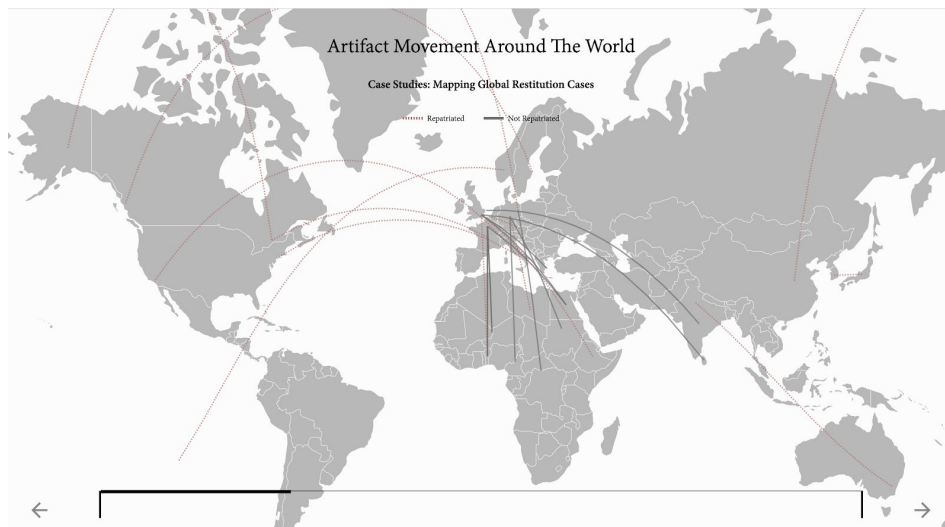 Artifact Movement Around The World
Case Studies: Mapping Global Restitution Cases
Repatriated
Not Repatriated